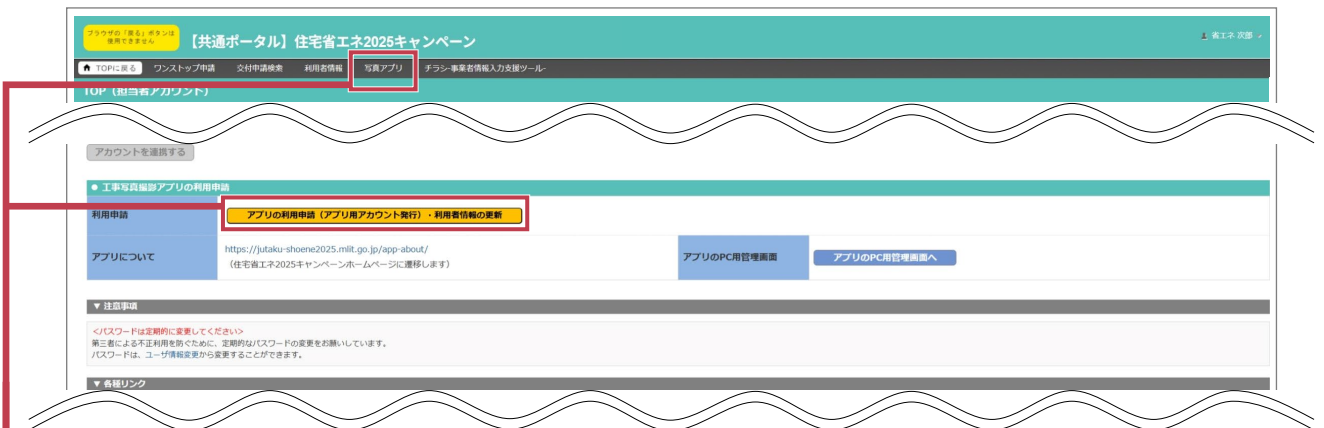 ブラウザの「戻る」ボタンは
使用できません
【共通ポータル】住宅省エネ2025キャンペーン
省エネ 次郎
TOPに戻る ワンストップ申請 交付申請検索 利用者情報 写真アプリ チラシ-事業者情報入力支援ツール-
TOP（担当者アカウント）
アカウントを連携する
● 工事写真撮影アプリの利用申請
利用申請 アプリの利用申請（アプリ用アカウント発行）・利用者情報の更新
アプリについて https://jutaku-shoene2025.mlit.go.jp/app-about/
（住宅省エネ2025キャンペーンホームページに遷移します）
アプリのPC用管理画面 アプリのPC用管理画面へ
▼ 注意事項
<パスワードは定期的に変更してください>
第三者による不正利用を防ぐために、定期的なパスワードの変更をお願いしています。
パスワードは、ユーザ情報変更から変更することができます。
▼ 各種リンク